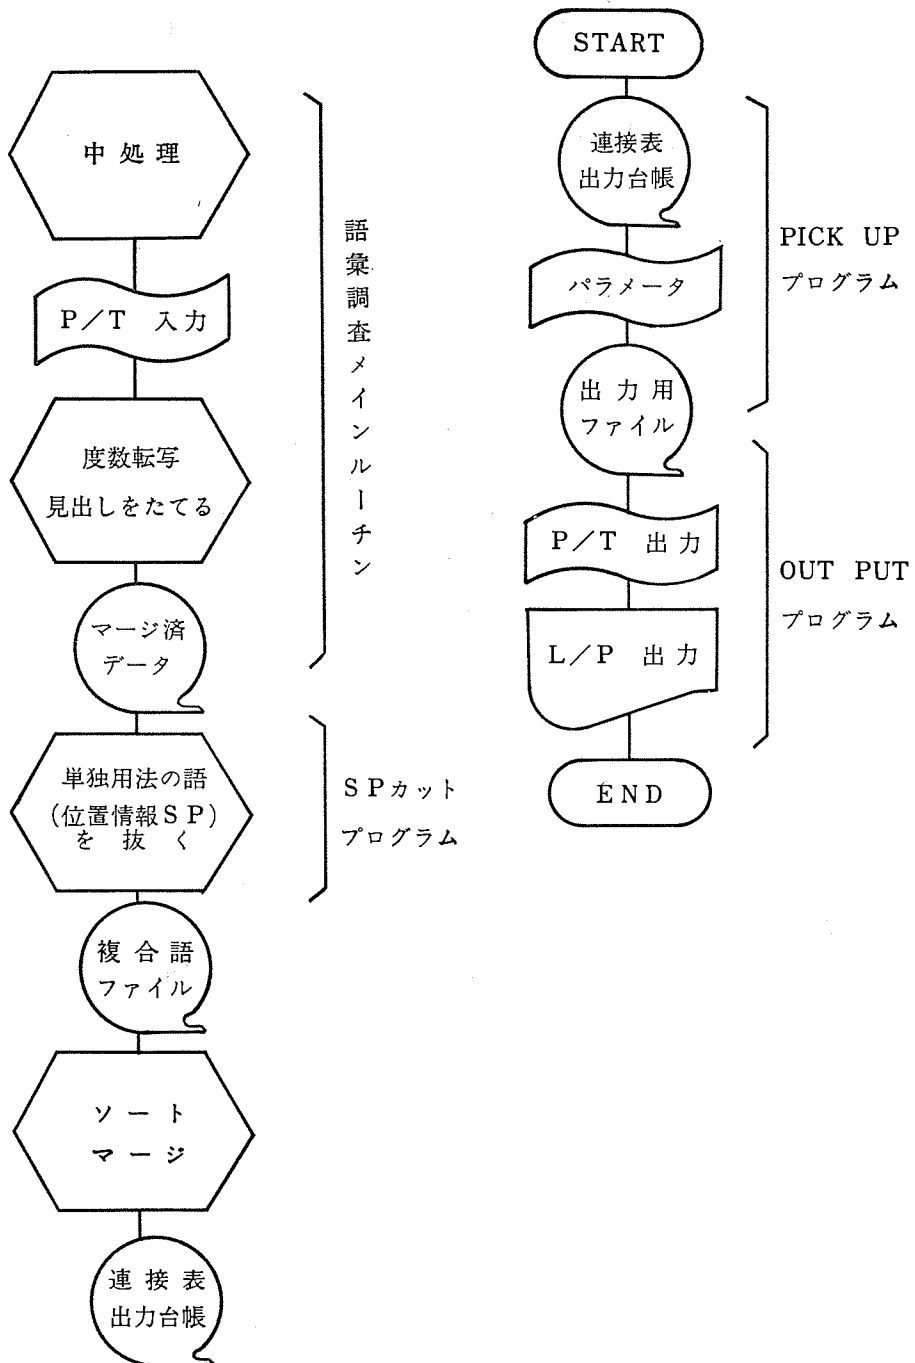 中処理
P／T 入力
度数転写
見出しをたてる
マージ済
データ
語彙調査メインルーチン
単独用法の語
(位置情報SP)
を抜く
SPカット
プログラム
複合語
ファイル
ソート
マージ
連接表
出力台帳
START
連接表
出力台帳
パラメータ
PICK UP
プログラム
出力用
ファイル
P／T 出力
L／P 出力
OUT PUT
プログラム
END